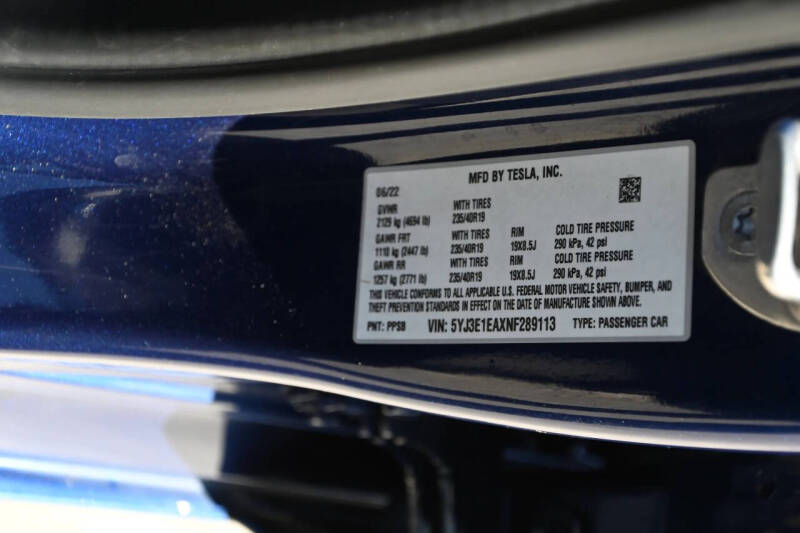 MFD BY TESLA, INC.
06/22
GVWR WITH TIRES
2129 kg (4694 lb) 235/40R19
GAWR FRT WITH TIRES RIM COLD TIRE PRESSURE
1110 kg (2447 lb) 235/40R19 19X8.5J 290 kPa, 42 psi
GAWR RR WITH TIRES RIM COLD TIRE PRESSURE
1257 kg (2771 lb) 235/40R19 19X8.5J 290 kPa, 42 psi
THIS VEHICLE CONFORMS TO ALL APPLICABLE U.S. FEDERAL MOTOR VEHICLE SAFETY, BUMPER, AND
THEFT PREVENTION STANDARDS IN EFFECT ON THE DATE OF MANUFACTURE SHOWN ABOVE.
PNT: PPSB VIN: 5YJ3E1EAXNF289113 TYPE: PASSENGER CAR